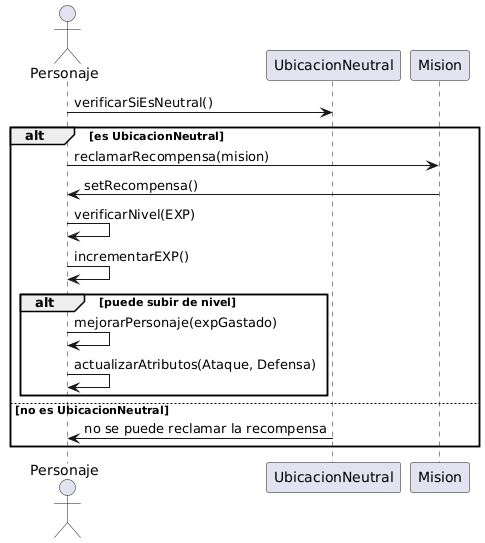 Personaje
UbicacionNeutral
Mision
verificarSiEsNeutral()
alt
[es UbicacionNeutral]
reclamarRecompensa(mision)
setRecompensa()
verificarNivel(EXP)
incrementarEXP()
alt
[puede subir de nivel]
mejorarPersonaje(expGastado)
actualizarAtributos(Ataque, Defensa)
[no es UbicacionNeutral]
no se puede reclamar la recompensa
Personaje
UbicacionNeutral
Mision